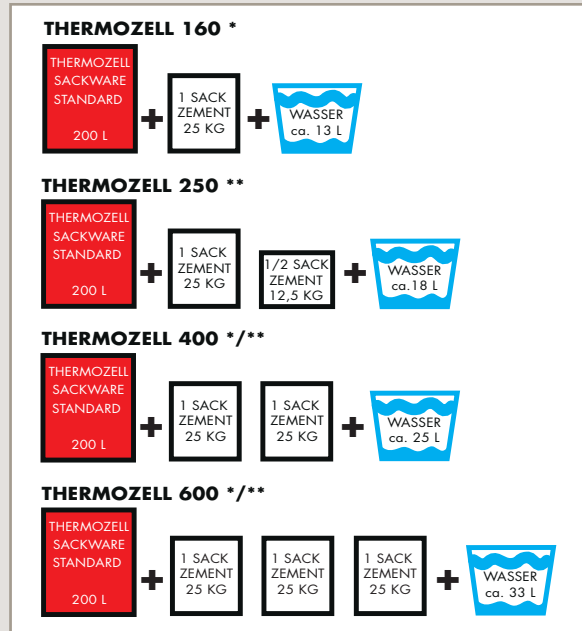 THERMOZELL 160 *
THERMOZELL
SACKWARE
STANDARD
200 L
+
1 SACK
ZEMENT
25 KG
+
WASSER
ca. 13 L
THERMOZELL 250 **
THERMOZELL
SACKWARE
STANDARD
200 L
+
1 SACK
ZEMENT
25 KG
1/2 SACK
ZEMENT
12,5 KG
+
WASSER
ca.18 L
THERMOZELL 400 */**
THERMOZELL
SACKWARE
STANDARD
200 L
+
1 SACK
ZEMENT
25 KG
1 SACK
ZEMENT
25 KG
+
WASSER
ca. 25 L
THERMOZELL 600 */**
THERMOZELL
SACKWARE
STANDARD
200 L
+
1 SACK
ZEMENT
25 KG
1 SACK
ZEMENT
25 KG
1 SACK
ZEMENT
25 KG
+
WASSER
ca. 33 L